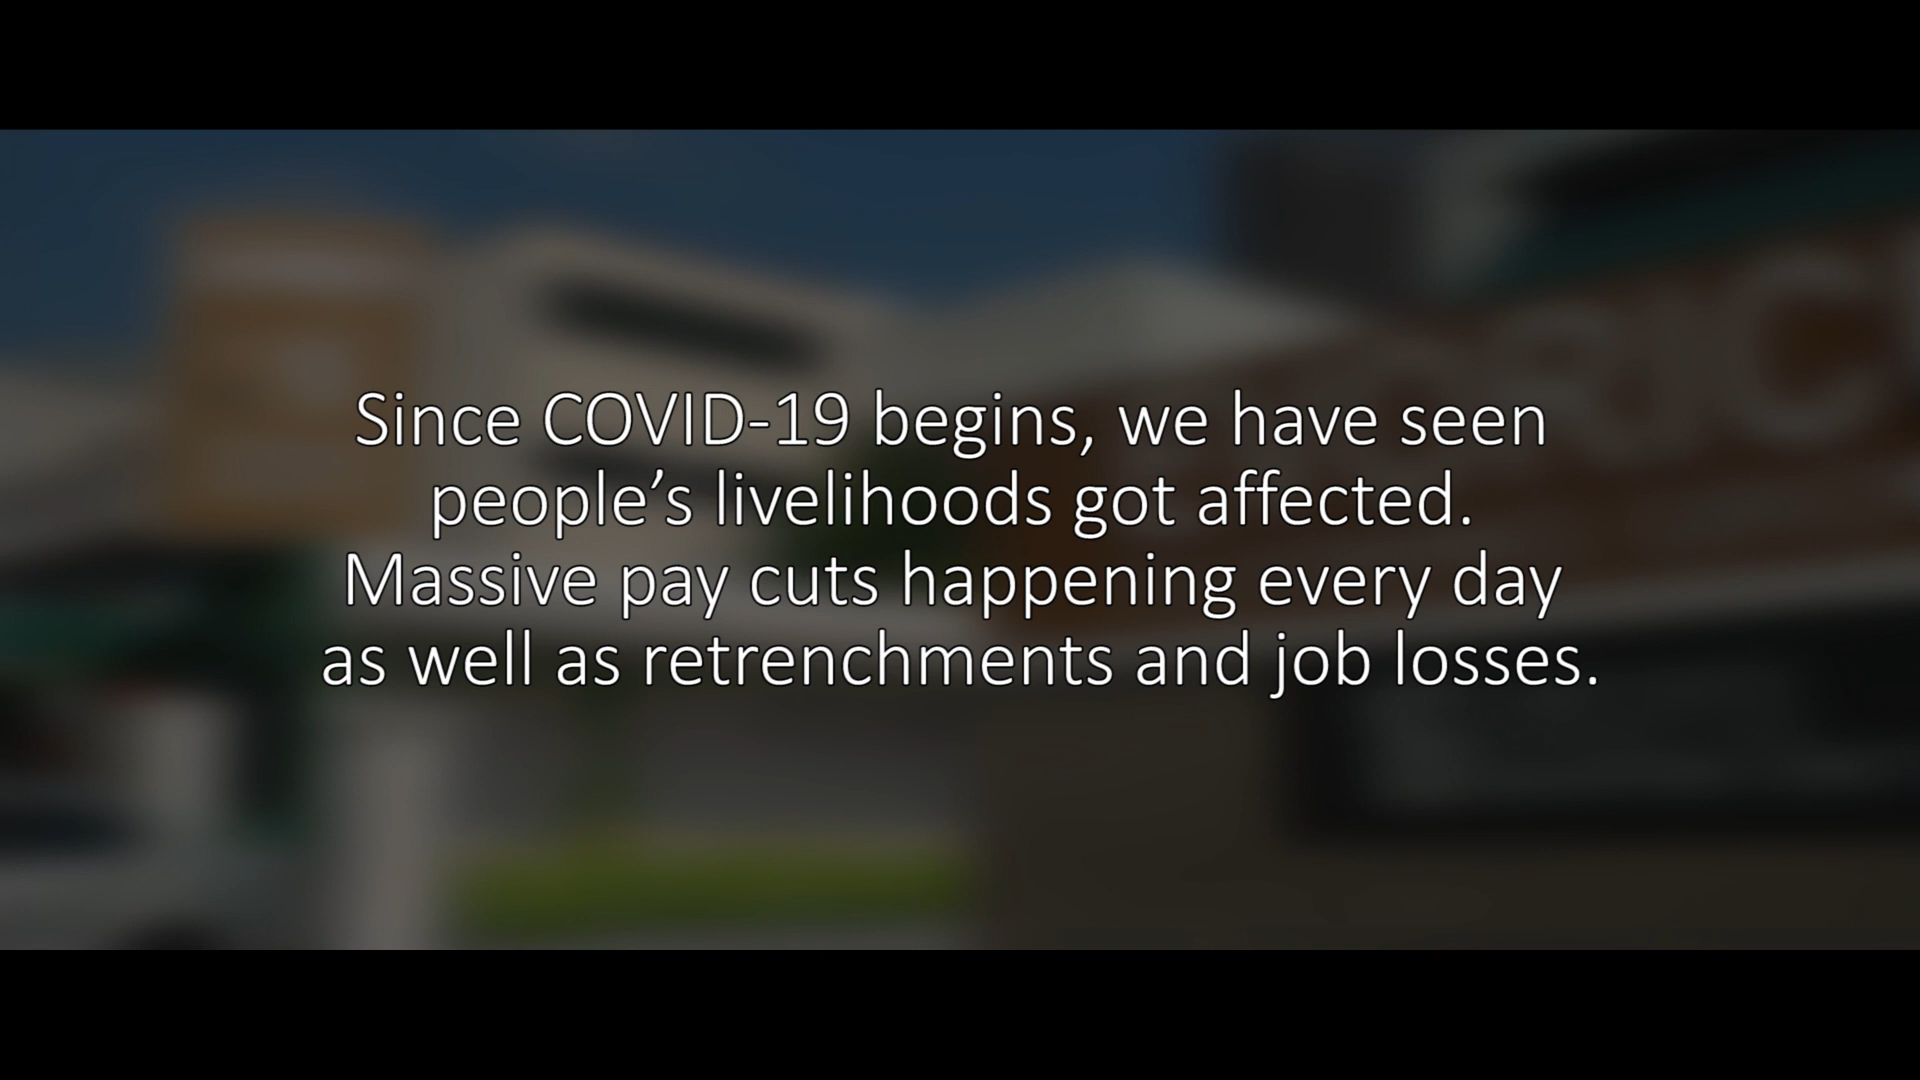 Since COVID-19 begins, we have seen
people’s livelihoods got affected.
Massive pay cuts happening every day
as well as retrenchments and job losses.